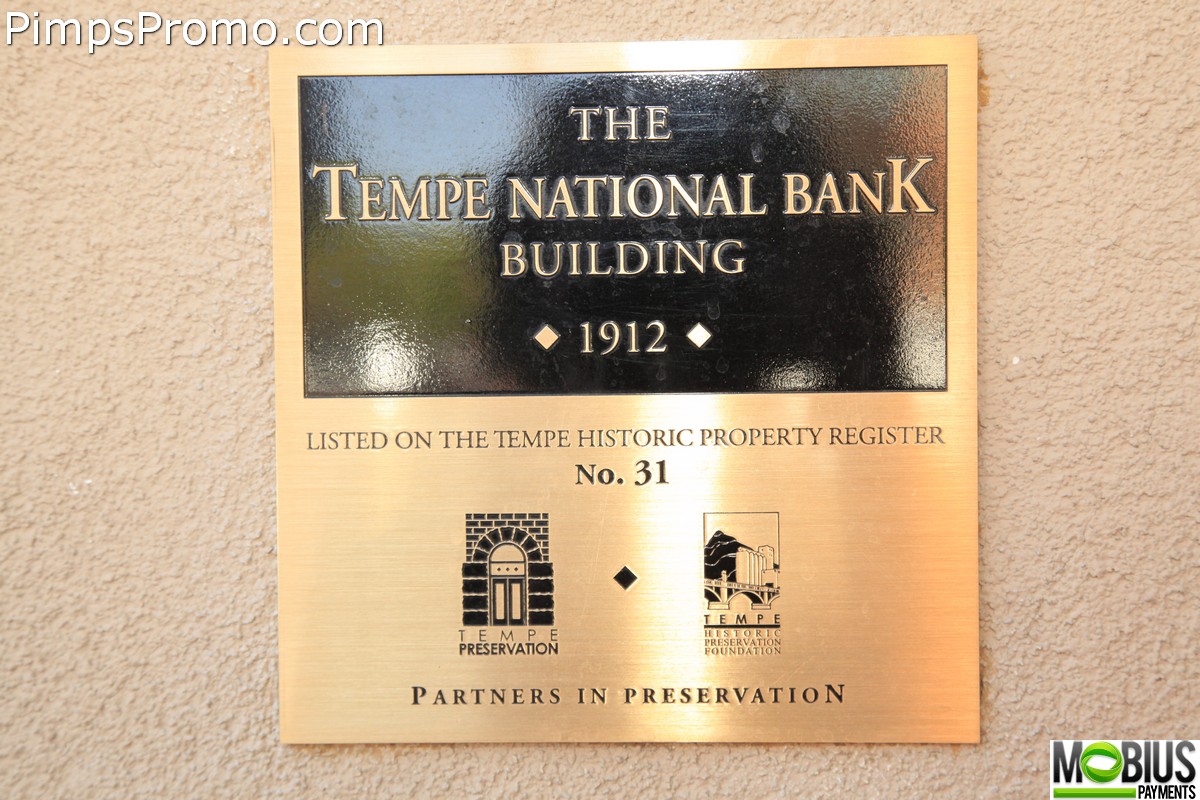 PimpsPromo.com
THE
TEMPE NATIONAL BANK
BUILDING
1912
LISTED ON THE TEMPE HISTORIC PROPERTY REGISTER
No. 31
TEMPE
PRESERVATION
TEMPE
HISTORIC
PRESERVATION
FOUNDATION
PARTNERS IN PRESERVATION
MOBIUS
PAYMENTS